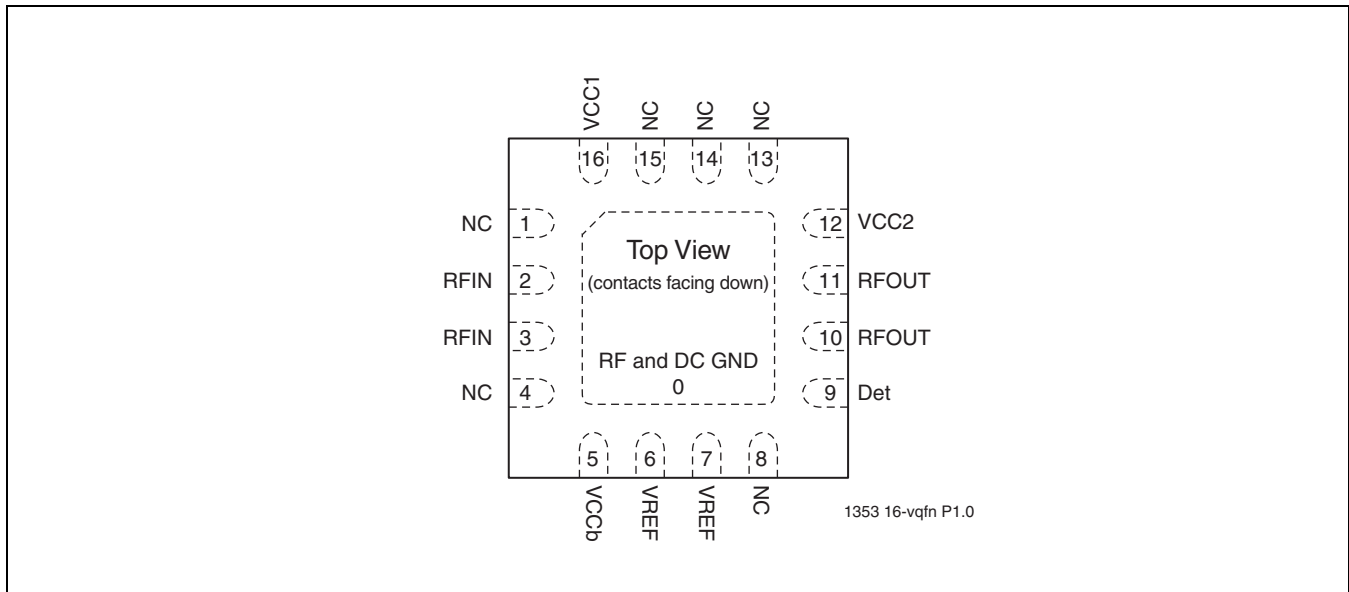 VCC1 NC NC NC
16 15 14 13
NC 1
RFIN 2
RFIN 3
NC 4
Top View
(contacts facing down)
RF and DC GND
0
12 VCC2
11 RFOUT
10 RFOUT
9 Det
5 6 7 8
VCCb VREF VREF NC
1353 16-vqfn P1.0